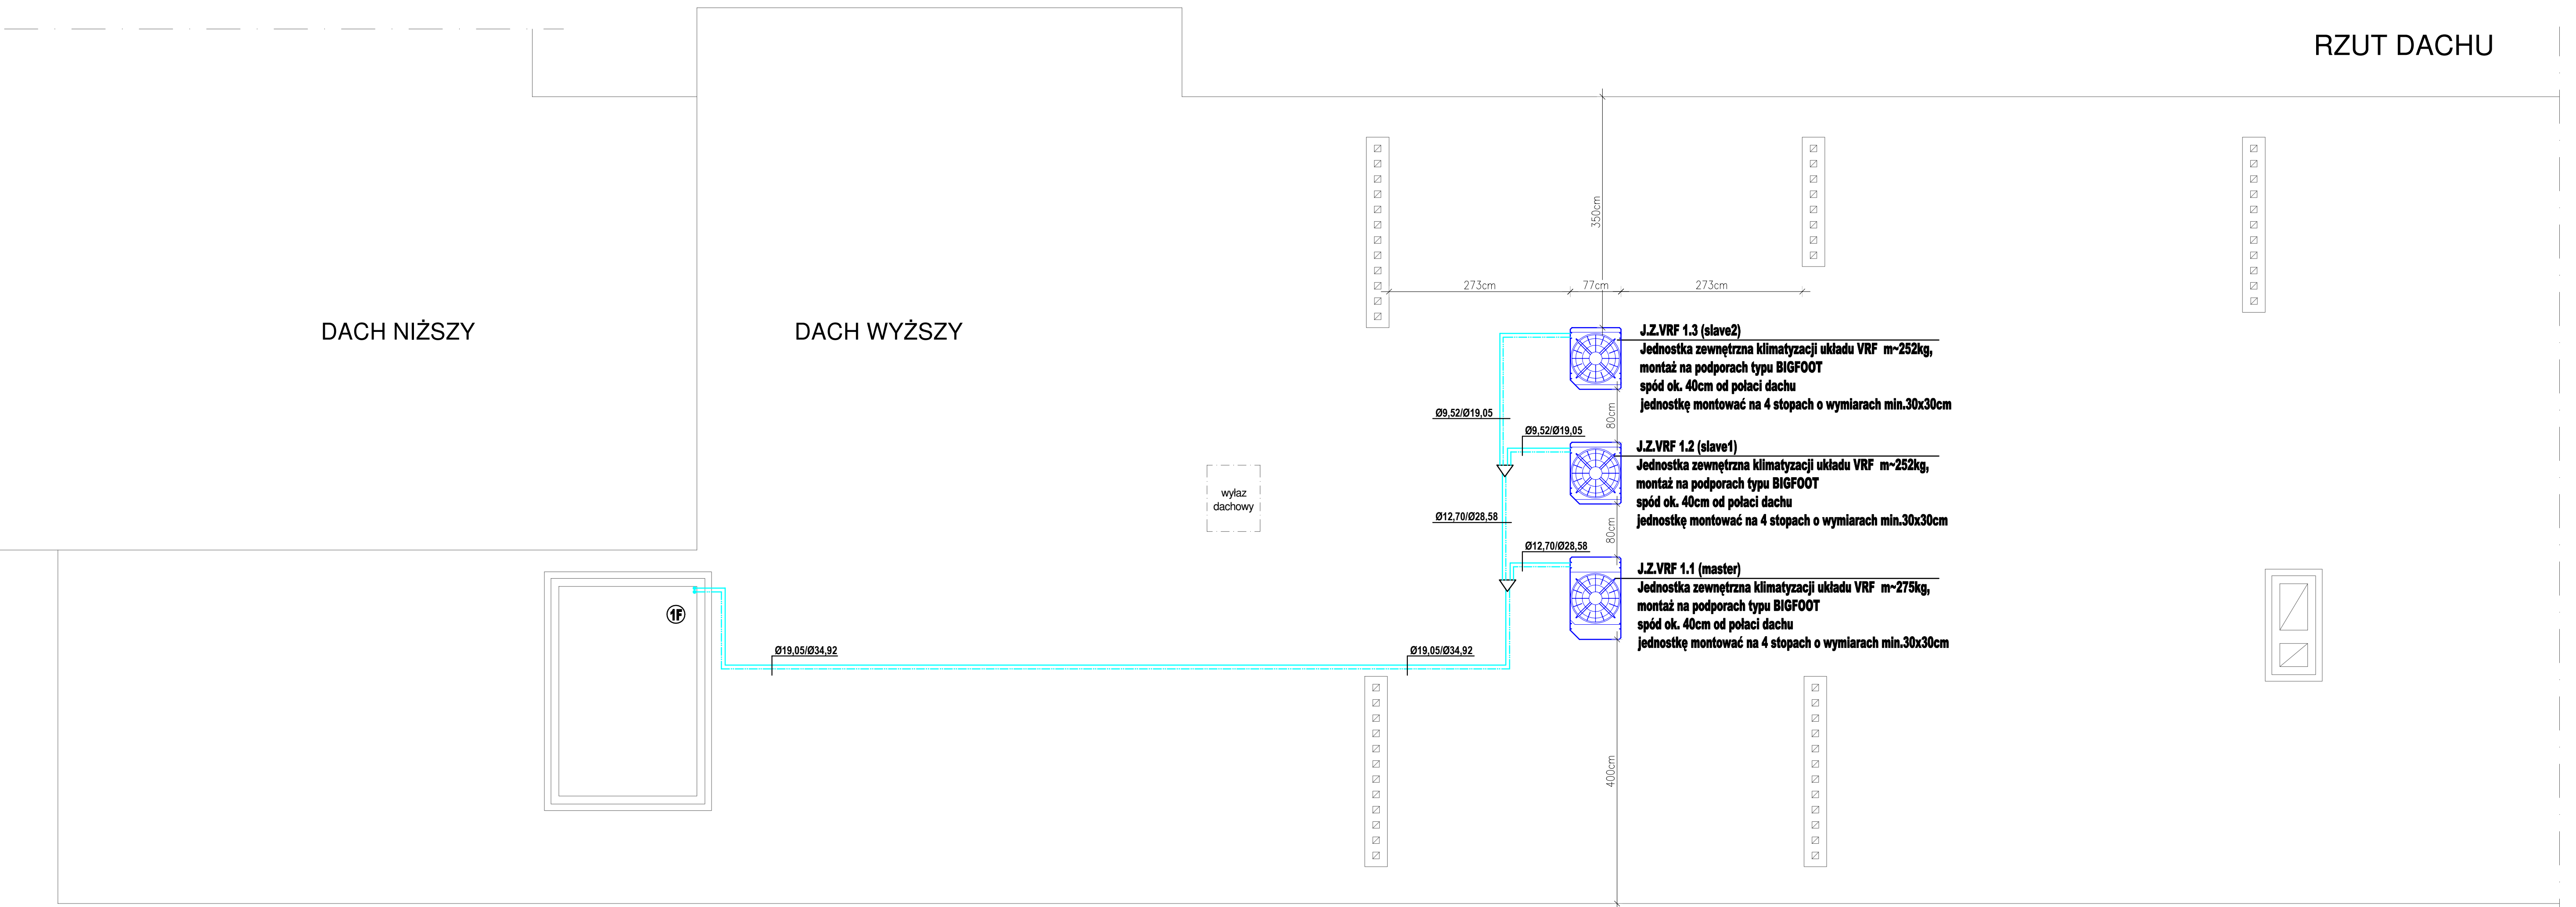 RZUT DACHU
350cm
273cm
77cm
273cm
DACH NIŻSZY
DACH WYŻSZY
J.Z.VRF 1.3 (slave2)
Jednostka zewnętrzna klimatyzacji układu VRF m~252kg,
montaż na podporach typu BIGFOOT
spód ok. 40cm od połaci dachu
jednostkę montować na 4 stopach o wymiarach min.30x30cm
Ø9,52/Ø19,05
80cm
Ø9,52/Ø19,05
J.Z.VRF 1.2 (slave1)
Jednostka zewnętrzna klimatyzacji układu VRF m~252kg,
montaż na podporach typu BIGFOOT
spód ok. 40cm od połaci dachu
jednostkę montować na 4 stopach o wymiarach min.30x30cm
wyłaz
dachowy
Ø12,70/Ø28,58
80cm
Ø12,70/Ø28,58
J.Z.VRF 1.1 (master)
Jednostka zewnętrzna klimatyzacji układu VRF m~275kg,
montaż na podporach typu BIGFOOT
spód ok. 40cm od połaci dachu
jednostkę montować na 4 stopach o wymiarach min.30x30cm
1F
Ø19,05/Ø34,92
Ø19,05/Ø34,92
400cm